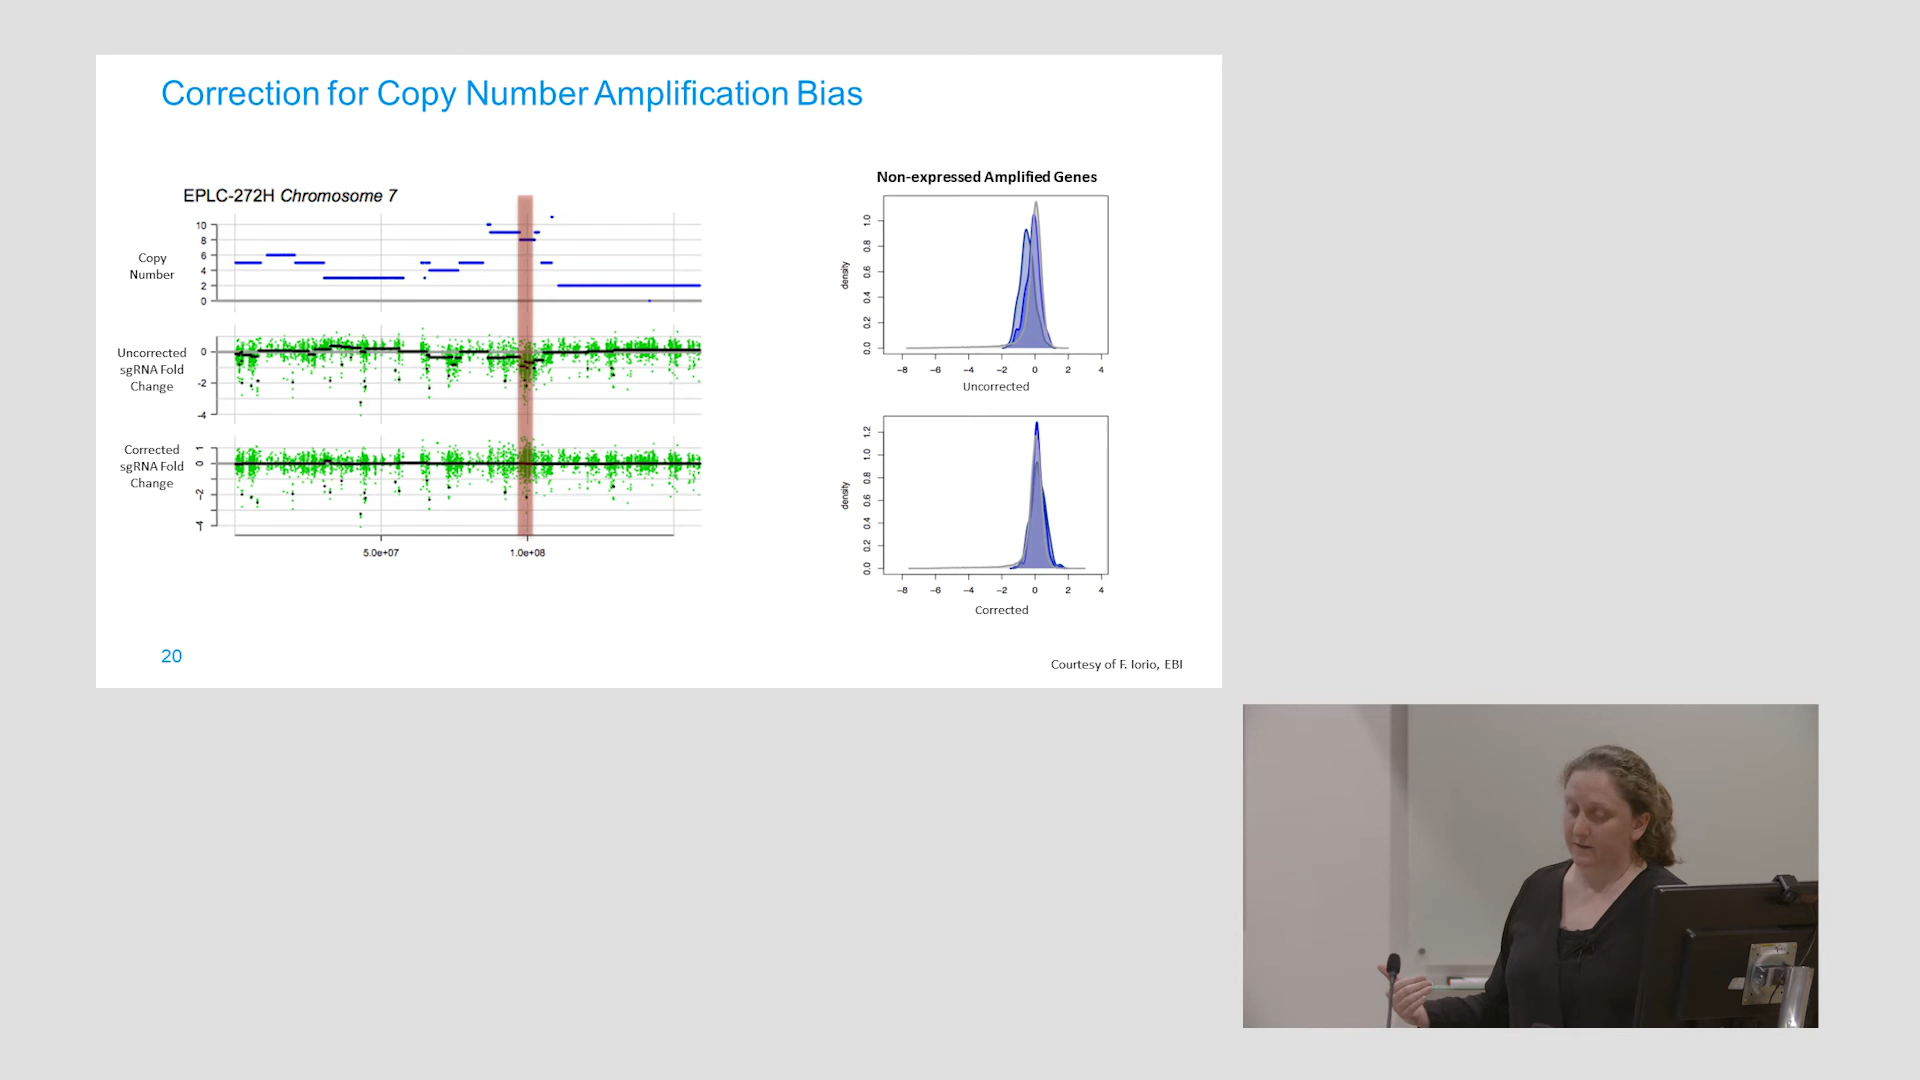 Correction for Copy Number Amplification Bias
EPLC-272H Chromosome 7
Copy
Number
10
8
6
4
2
0
Uncorrected
sgRNA Fold
Change
0
-2
-4
Corrected
sgRNA Fold
Change
1
0
-2
-4
5.0e+07 1.0e+08
Non-expressed Amplified Genes
density
1.0
0.8
0.6
0.4
0.2
0.0
-8 -6 -4 -2 0 2 4
Uncorrected
density
1.2
1.0
0.8
0.6
0.4
0.2
0.0
-8 -6 -4 -2 0 2 4
Corrected
20
Courtesy of F. Iorio, EBI